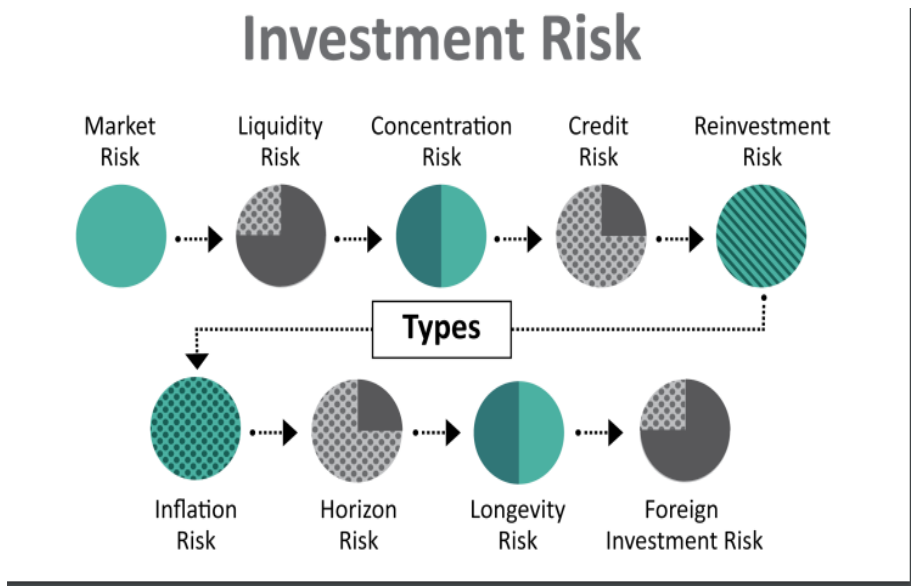 Investment Risk
Market Risk
Liquidity Risk
Concentration Risk
Credit Risk
Reinvestment Risk
Types
Inflation Risk
Horizon Risk
Longevity Risk
Foreign Investment Risk